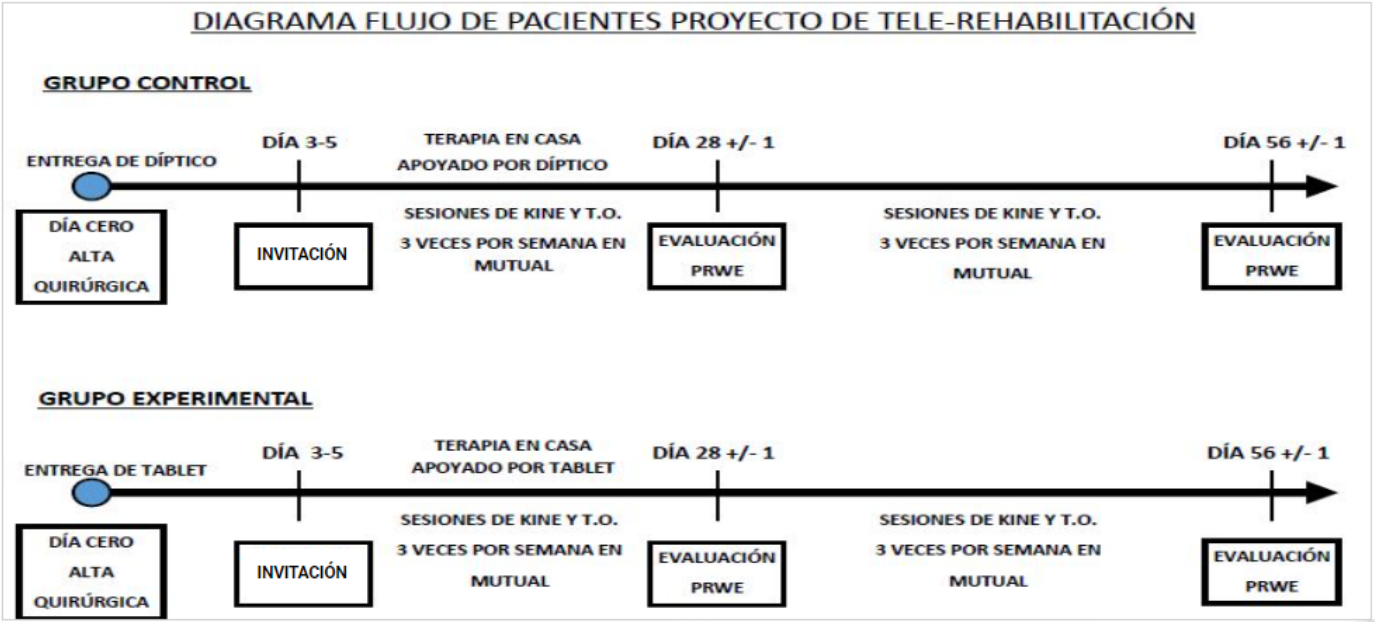 DIAGRAMA FLUJO DE PACIENTES PROYECTO DE TELE-REHABILITACIÓN
GRUPO CONTROL
ENTREGA DE DÍPTICO
DÍA 3-5
TERAPIA EN CASA
APOYADO POR DÍPTICO
DÍA 28 +/- 1
DÍA 56 +/- 1
DÍA CERO
ALTA
QUIRÚRGICA
INVITACIÓN
SESIONES DE KINE Y T.O.
3 VECES POR SEMANA EN
MUTUAL
EVALUACIÓN
PRWE
SESIONES DE KINE Y T.O.
3 VECES POR SEMANA EN
MUTUAL
EVALUACIÓN
PRWE
GRUPO EXPERIMENTAL
ENTREGA DE TABLET
DÍA 3-5
TERAPIA EN CASA
APOYADO POR TABLET
DÍA 28 +/- 1
DÍA 56 +/- 1
DÍA CERO
ALTA
QUIRÚRGICA
INVITACIÓN
SESIONES DE KINE Y T.O.
3 VECES POR SEMANA EN
MUTUAL
EVALUACIÓN
PRWE
SESIONES DE KINE Y T.O.
3 VECES POR SEMANA EN
MUTUAL
EVALUACIÓN
PRWE